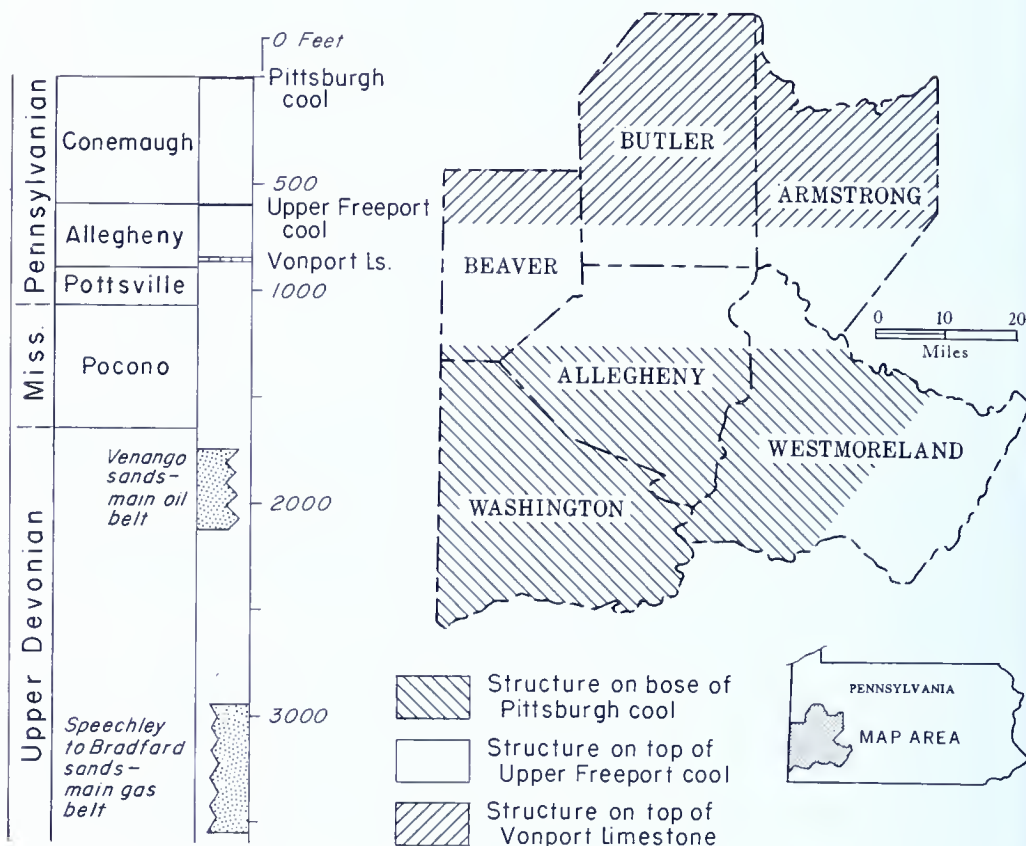 0 Feet
Pittsburgh
cool
Pennsylvanian
Conemaugh
500
Upper Freeport
cool
Allegheny
Vonport Ls.
Pottsville
1000
Miss.
Pocono
Upper Devonian
Venango
sands–
main oil
belt
2000
3000
Speechley
to Bradford
sands–
main gas
belt
BUTLER
ARMSTRONG
BEAVER
0 10 20
Miles
ALLEGHENY
WESTMORELAND
WASHINGTON
Structure on bose of
Pittsburgh cool
Structure on top of
Upper Freeport cool
Structure on top of
Vonport Limestone
PENNSYLVANIA
MAP AREA